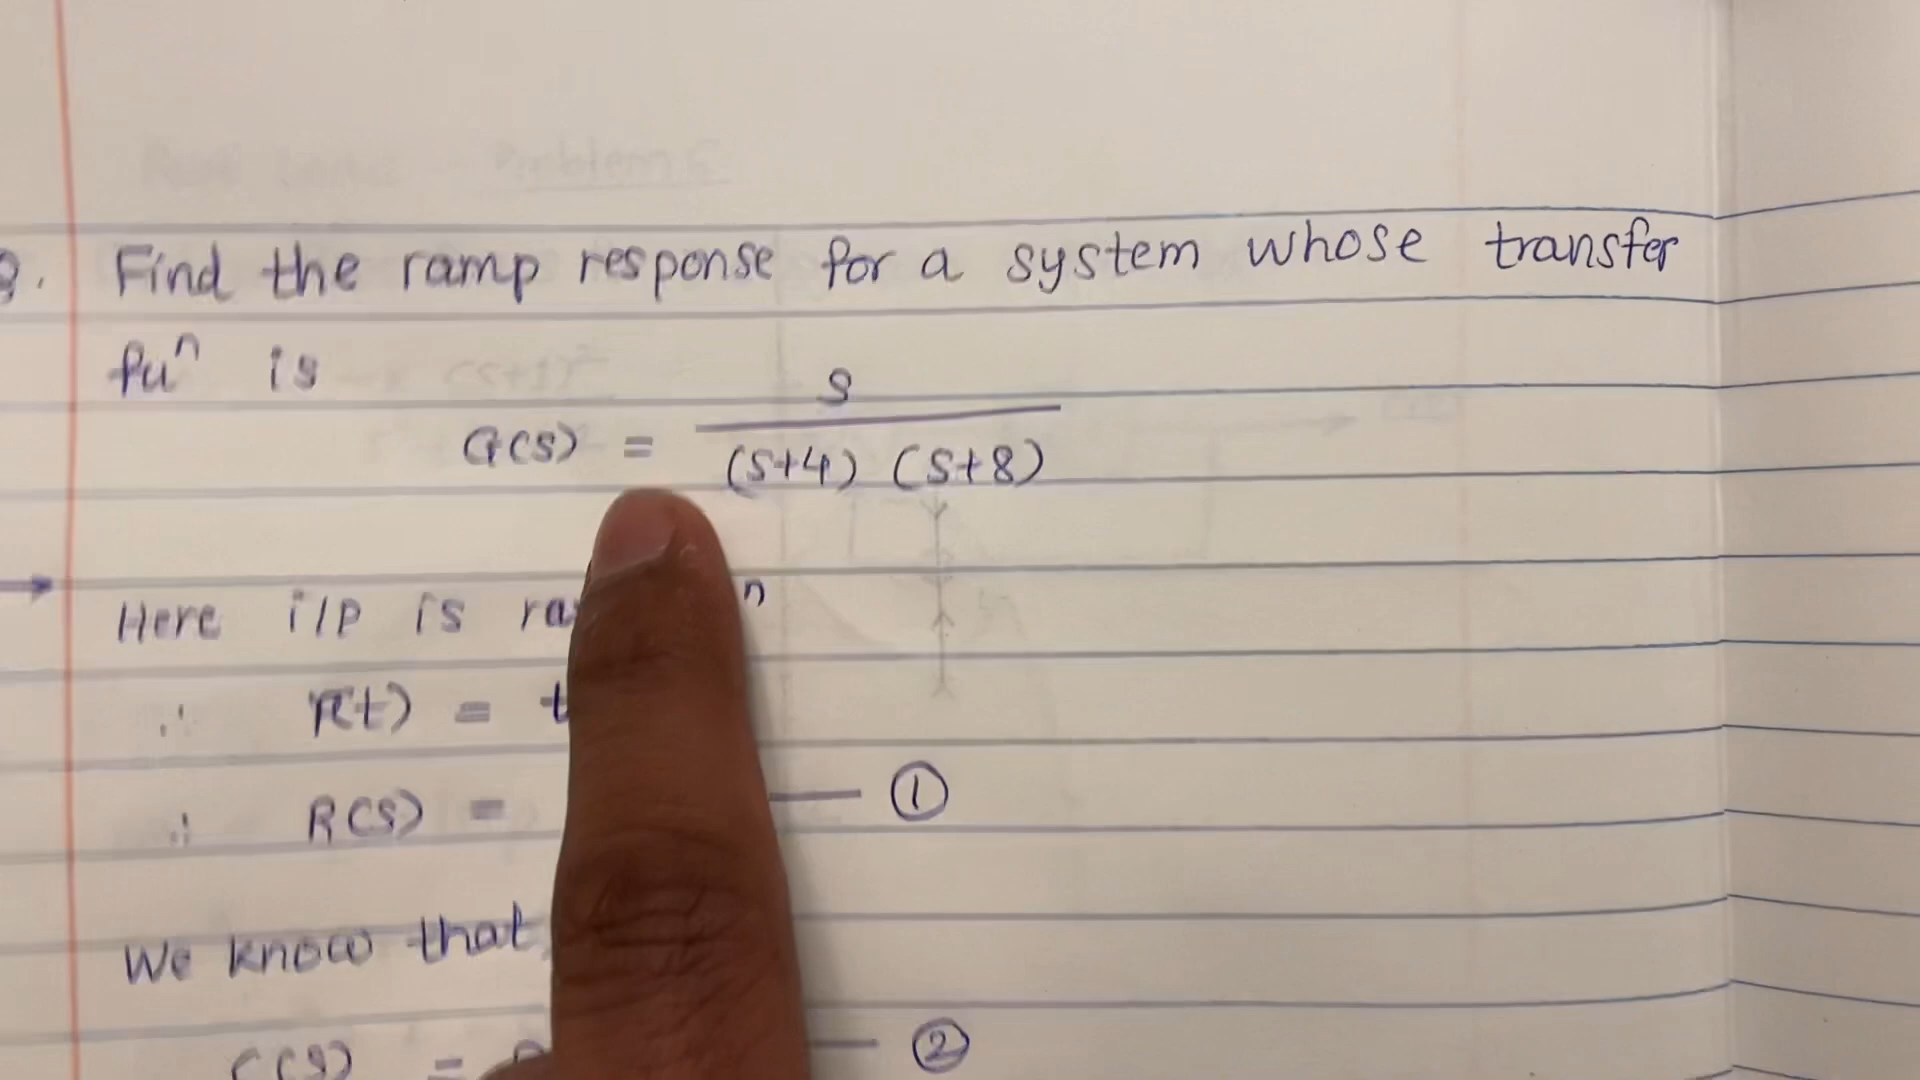 Find the ramp response for a system whose transfer
fuⁿ is
G(s) = s / (s+4) (s+8)
Here i/p is n
∴ r(t) = t
∴ R(s) = — ①
We know that
C(s) = — ②